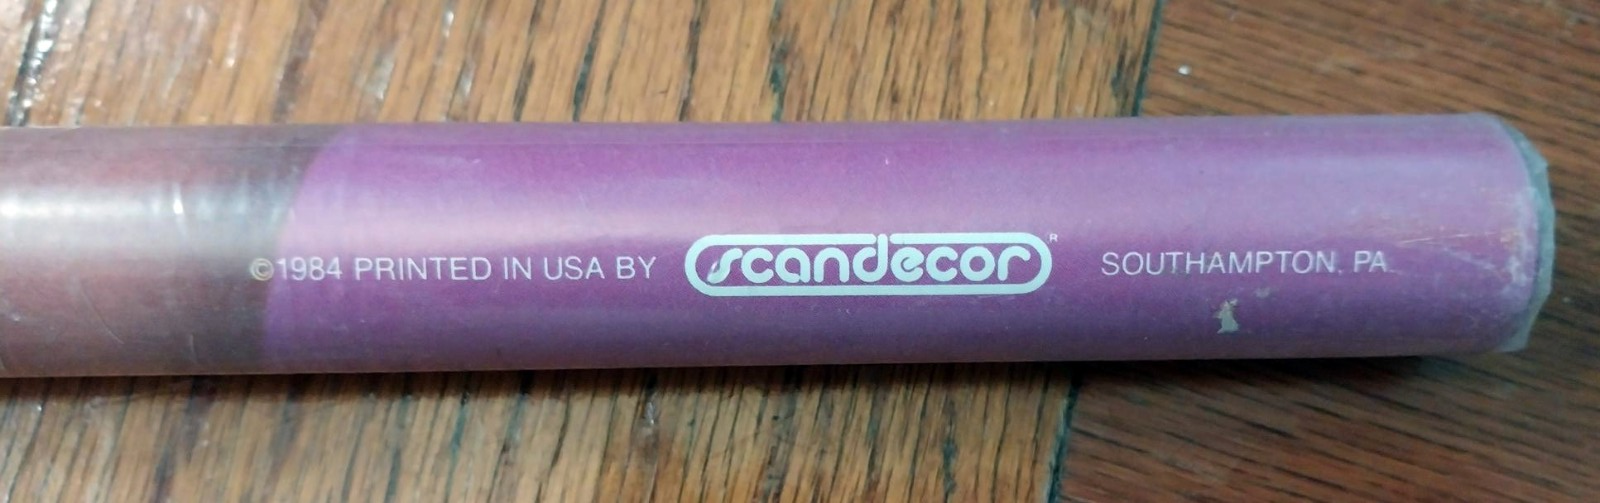 ©1984 PRINTED IN USA BY scandecor® SOUTHAMPTON, PA